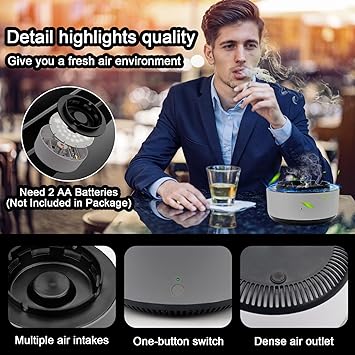 Detail highlights quality
Give you a fresh air environment
Need 2 AA Batteries
(Not Included in Package)
Multiple air intakes
One-button switch
Dense air outlet